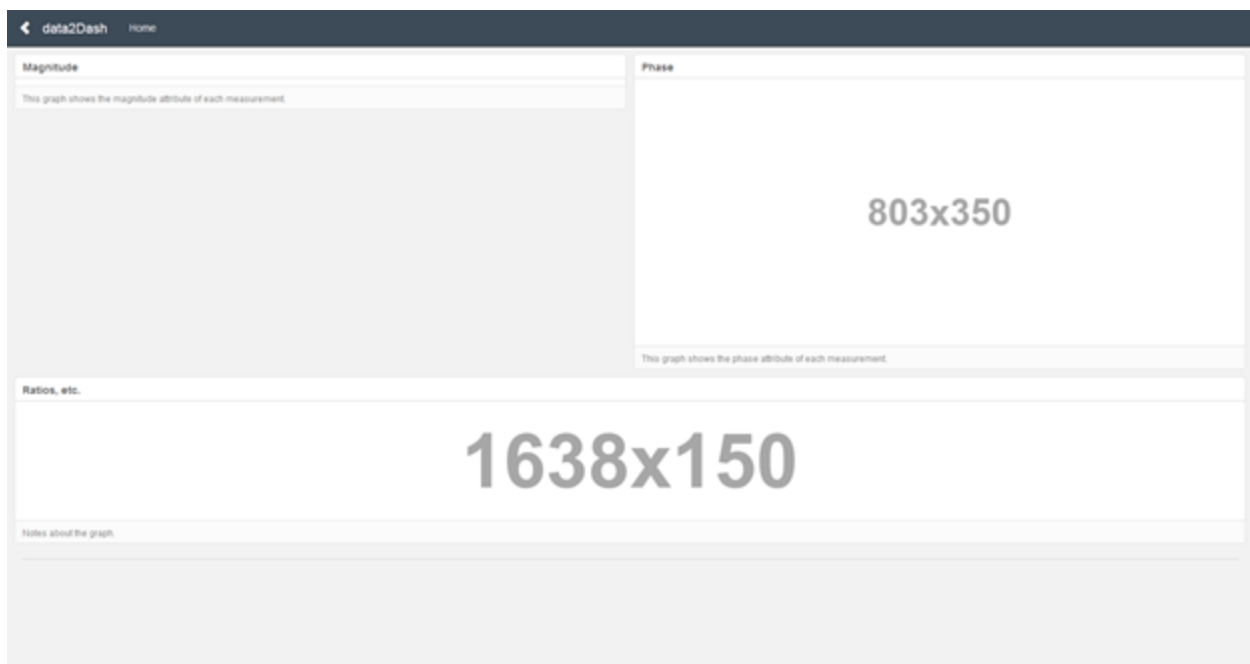 data2Dash Home
Magnitude
This graph shows the magnitude attribute of each measurement.
Phase
803x350
This graph shows the phase attribute of each measurement.
Ratios, etc.
1638x150
Notes about the graph.